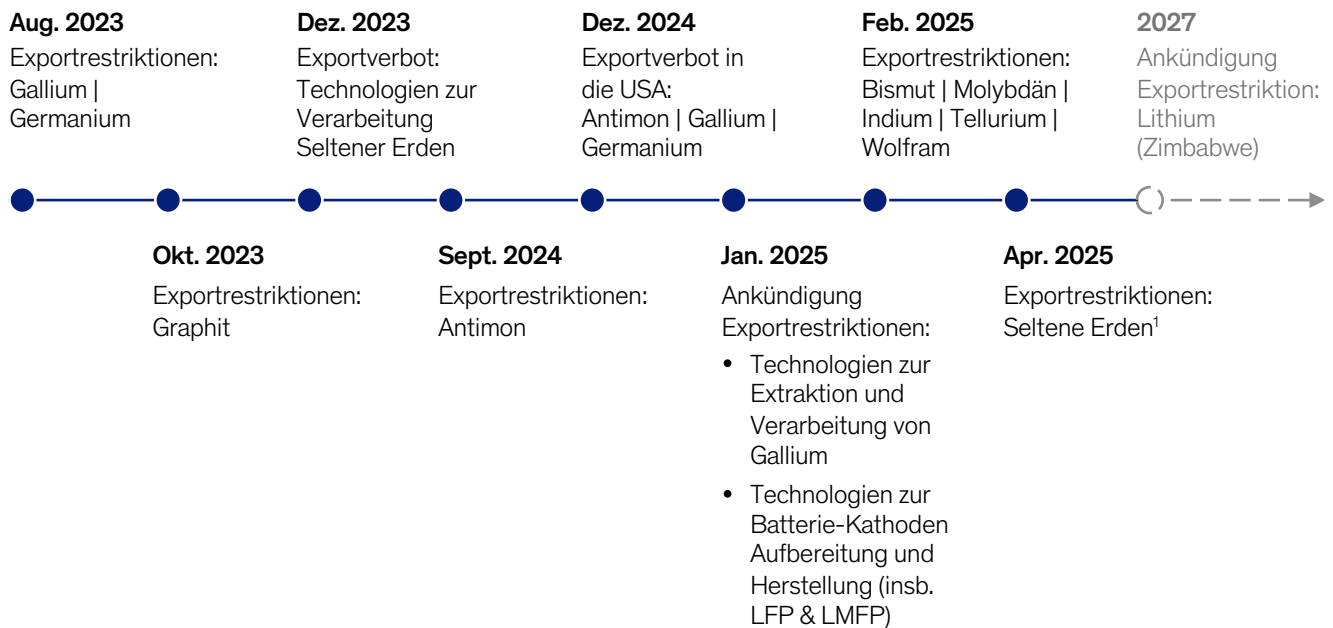 Aug. 2023
Exportrestriktionen:
Gallium |
Germanium
Dez. 2023
Exportverbot:
Technologien zur
Verarbeitung
Seltener Erden
Dez. 2024
Exportverbot in
die USA:
Antimon | Gallium |
Germanium
Feb. 2025
Exportrestriktionen:
Bismut | Molybdän |
Indium | Tellurium |
Wolfram
2027
Ankündigung
Exportrestriktion:
Lithium
(Zimbabwe)
Okt. 2023
Exportrestriktionen:
Graphit
Sept. 2024
Exportrestriktionen:
Antimon
Jan. 2025
Ankündigung
Exportrestriktionen:
• Technologien zur
Extraktion und
Verarbeitung von
Gallium
• Technologien zur
Batterie-Kathoden
Aufbereitung und
Herstellung (insb.
LFP & LMFP)
Apr. 2025
Exportrestriktionen:
Seltene Erden¹